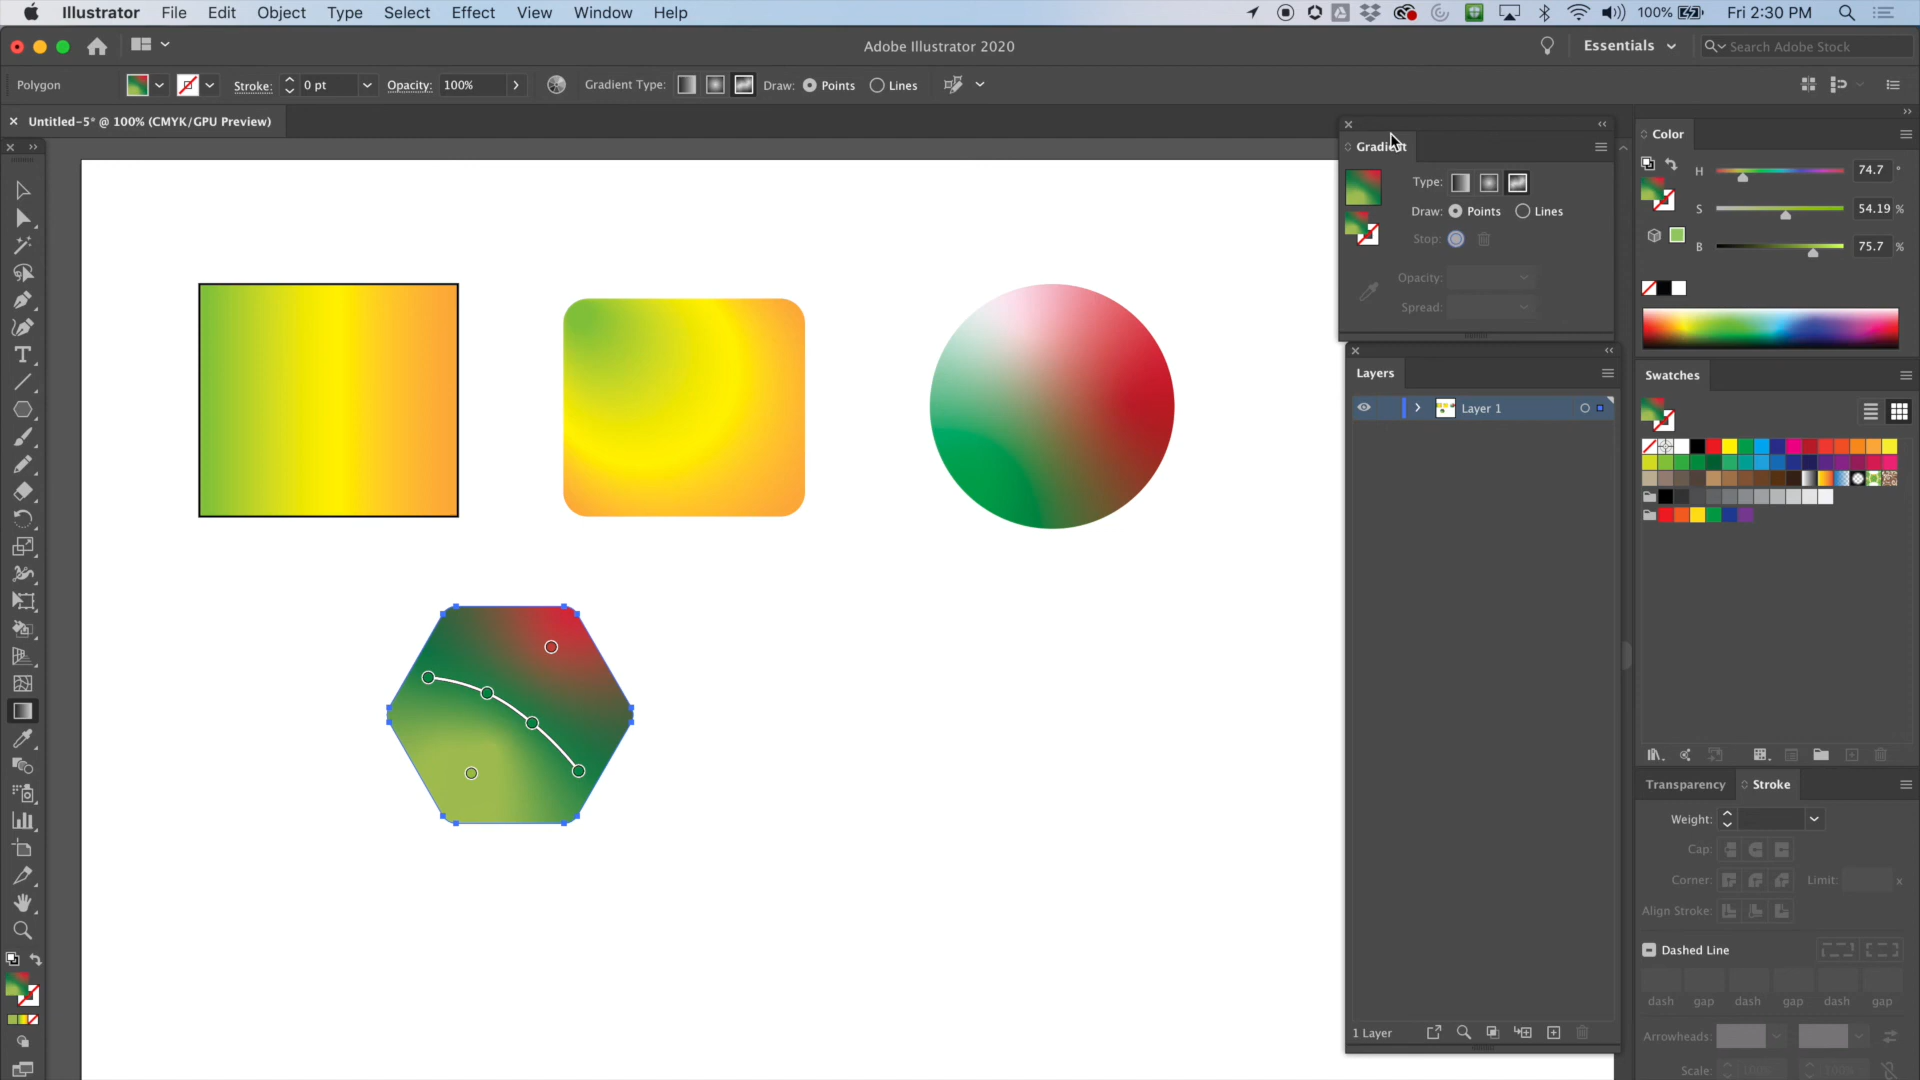 Illustrator File Edit Object Type Select Effect View Window Help
100% Fri 2:30 PM
Adobe Illustrator 2020
Essentials
Search Adobe Stock
Polygon Stroke: 0 pt Opacity: 100% Gradient Type: Draw: Points Lines
× Untitled-5* @ 100% (CMYK/GPU Preview)
Gradient
Type:
Draw: Points Lines
Stop:
Opacity:
Spread:
Layers
Layer 1
1 Layer
Color
H 74.7 °
S 54.19 %
B 75.7 %
Swatches
Transparency Stroke
Weight:
Cap:
Corner: Limit: x
Align Stroke:
Dashed Line
dash gap dash gap dash gap
Arrowheads:
Scale: 100% 100%